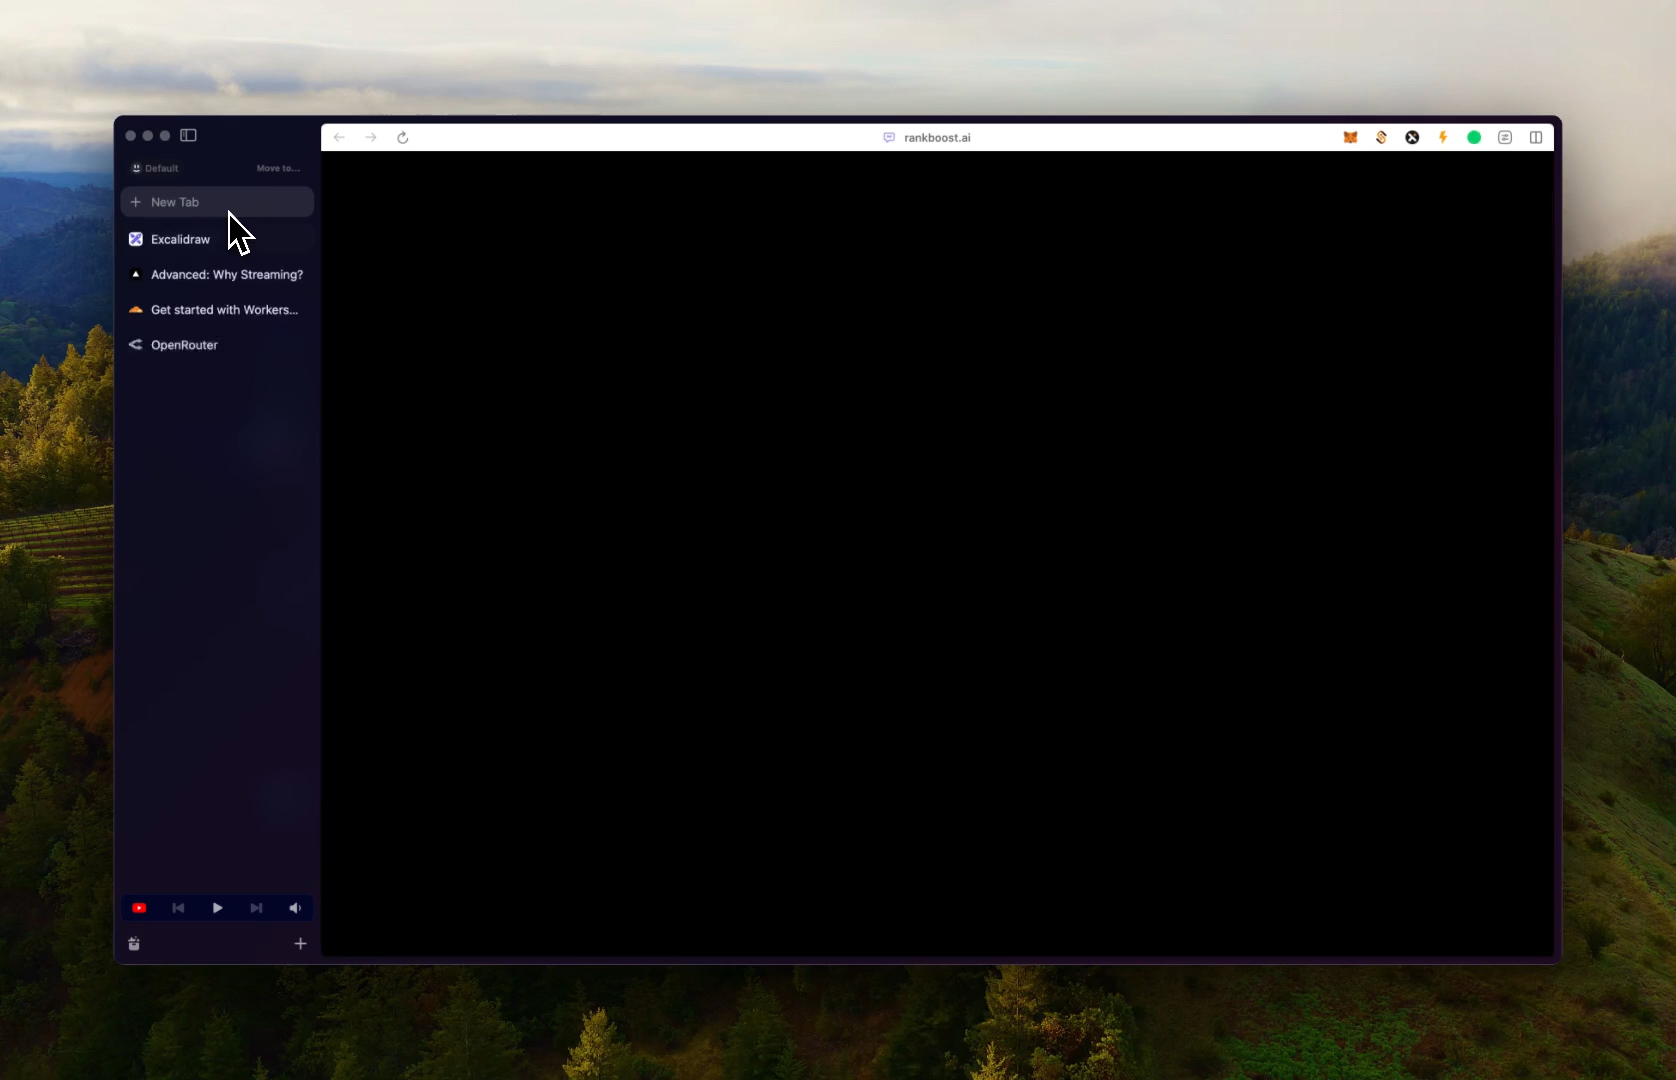 rankboost.ai
Default Move to...
New Tab
Excalidraw
Advanced: Why Streaming?
Get started with Workers...
OpenRouter